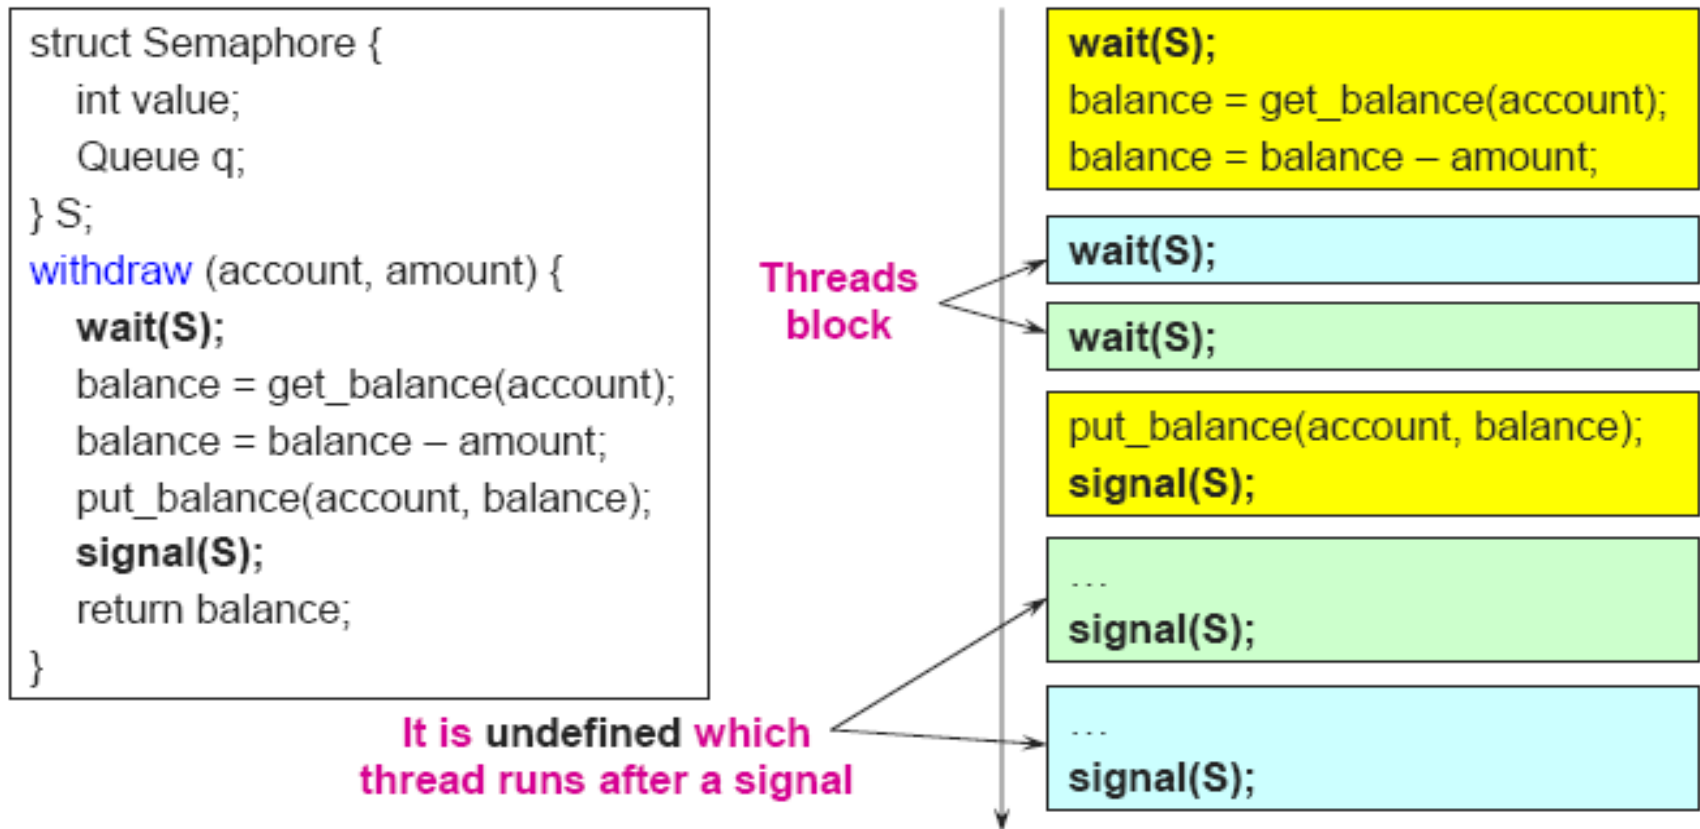 struct Semaphore {
int value;
Queue q;
} S;
withdraw (account, amount) {
wait(S);
balance = get_balance(account);
balance = balance – amount;
put_balance(account, balance);
signal(S);
return balance;
}
Threads
block
It is undefined which
thread runs after a signal
wait(S);
balance = get_balance(account);
balance = balance – amount;
wait(S);
wait(S);
put_balance(account, balance);
signal(S);
…
signal(S);
…
signal(S);